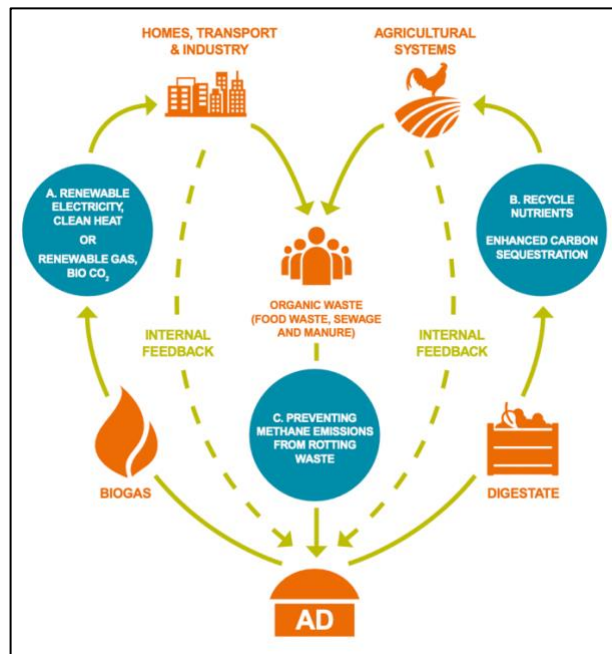 HOMES, TRANSPORT
& INDUSTRY
AGRICULTURAL
SYSTEMS
A. RENEWABLE
ELECTRICITY,
CLEAN HEAT
OR
RENEWABLE GAS,
BIO CO₂
B. RECYCLE
NUTRIENTS
ENHANCED CARBON
SEQUESTRATION
ORGANIC WASTE
(FOOD WASTE, SEWAGE
AND MANURE)
INTERNAL
FEEDBACK
INTERNAL
FEEDBACK
C. PREVENTING
METHANE EMISSIONS
FROM ROTTING
WASTE
BIOGAS
DIGESTATE
AD